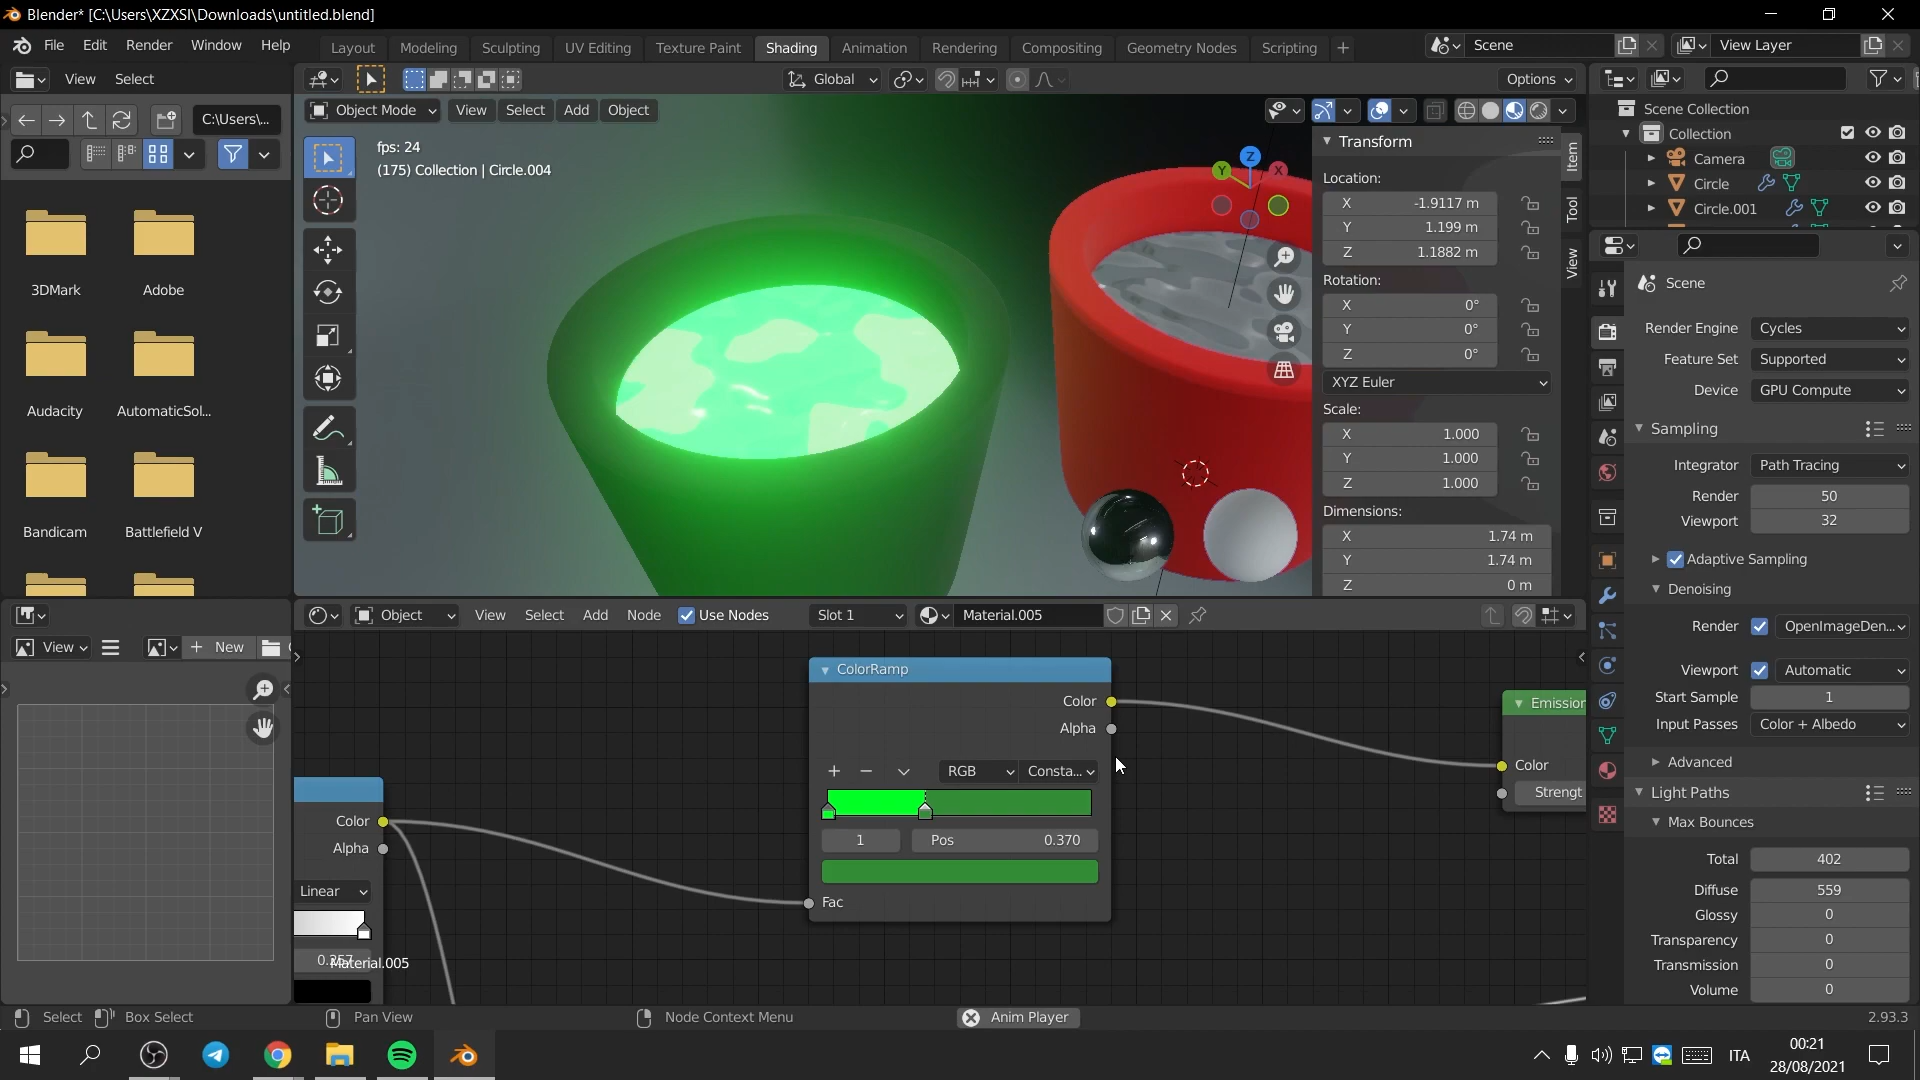 Blender* [C:\Users\XZXSI\Downloads\untitled.blend]
File Edit Render Window Help
Layout Modeling Sculpting UV Editing Texture Paint Shading Animation Rendering Compositing Geometry Nodes Scripting
Scene
View Layer
View Select
Global
Options
C:\Users\...
Object Mode View Select Add Object
fps: 24
(175) Collection | Circle.004
Z
Y
X
3DMark
Adobe
Audacity
AutomaticSol...
Bandicam
Battlefield V
Transform
Location:
X -1.9117 m
Y 1.199 m
Z 1.1882 m
Rotation:
X 0°
Y 0°
Z 0°
XYZ Euler
Scale:
X 1.000
Y 1.000
Z 1.000
Dimensions:
X 1.74 m
Y 1.74 m
Z 0 m
Item
Tool
View
Scene Collection
Collection
Camera
Circle
Circle.001
Scene
Render Engine Cycles
Feature Set Supported
Device GPU Compute
Sampling
Integrator Path Tracing
Render 50
Viewport 32
Adaptive Sampling
Denoising
Render OpenImageDen...
Viewport Automatic
Start Sample 1
Input Passes Color + Albedo
Advanced
Light Paths
Max Bounces
Total 402
Diffuse 559
Glossy 0
Transparency 0
Transmission 0
Volume 0
View
New
Object View Select Add Node Use Nodes Slot 1 Material.005
Color
Alpha
Linear
0.257
Material.005
ColorRamp
Color
Alpha
RGB Consta...
1 Pos 0.370
Fac
Emission
Color
Strengt
Select Box Select Pan View Node Context Menu Anim Player 2.93.3
ITA
00:21
28/08/2021